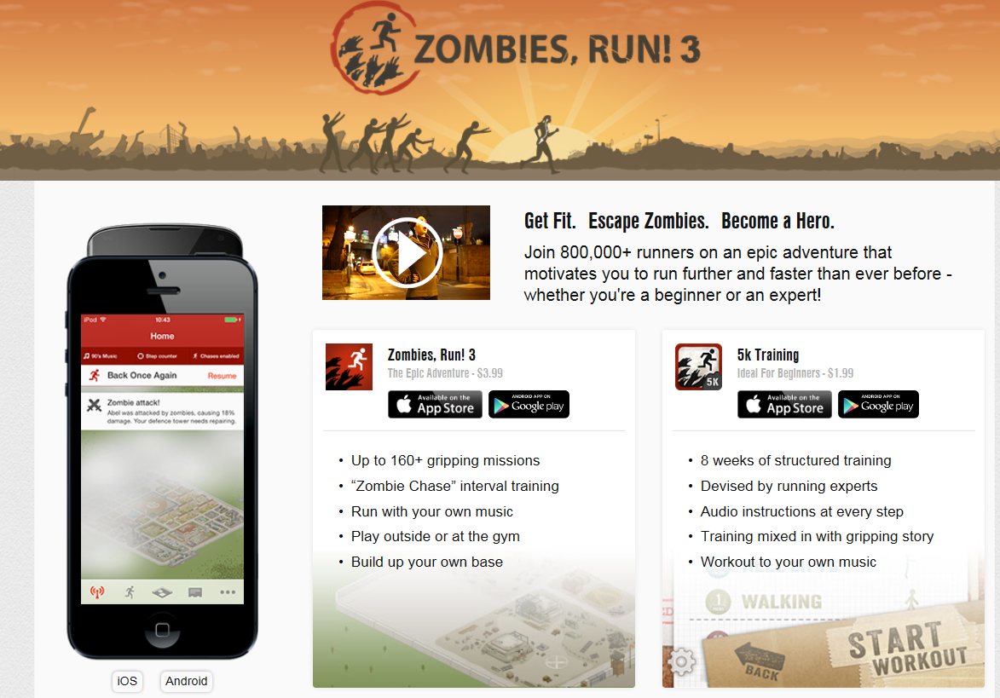 ZOMBIES, RUN! 3
Get Fit. Escape Zombies. Become a Hero.
Join 800,000+ runners on an epic adventure that
motivates you to run further and faster than ever before -
whether you're a beginner or an expert!
iPod 10:43
Home
90's Music Step counter Chases enabled
Back Once Again Resume
Zombie attack!
Abel was attacked by zombies, causing 18%
damage. Your defence tower needs repairing.
iOS Android
Zombies, Run! 3
The Epic Adventure - $3.99
Available on the
App Store
ANDROID APP ON
Google play
• Up to 160+ gripping missions
• “Zombie Chase” interval training
• Run with your own music
• Play outside or at the gym
• Build up your own base
5K
5k Training
Ideal For Beginners - $1.99
Available on the
App Store
ANDROID APP ON
Google play
• 8 weeks of structured training
• Devised by running experts
• Audio instructions at every step
• Training mixed in with gripping story
• Workout to your own music
1
WALKING
BACK
START
WORKOUT